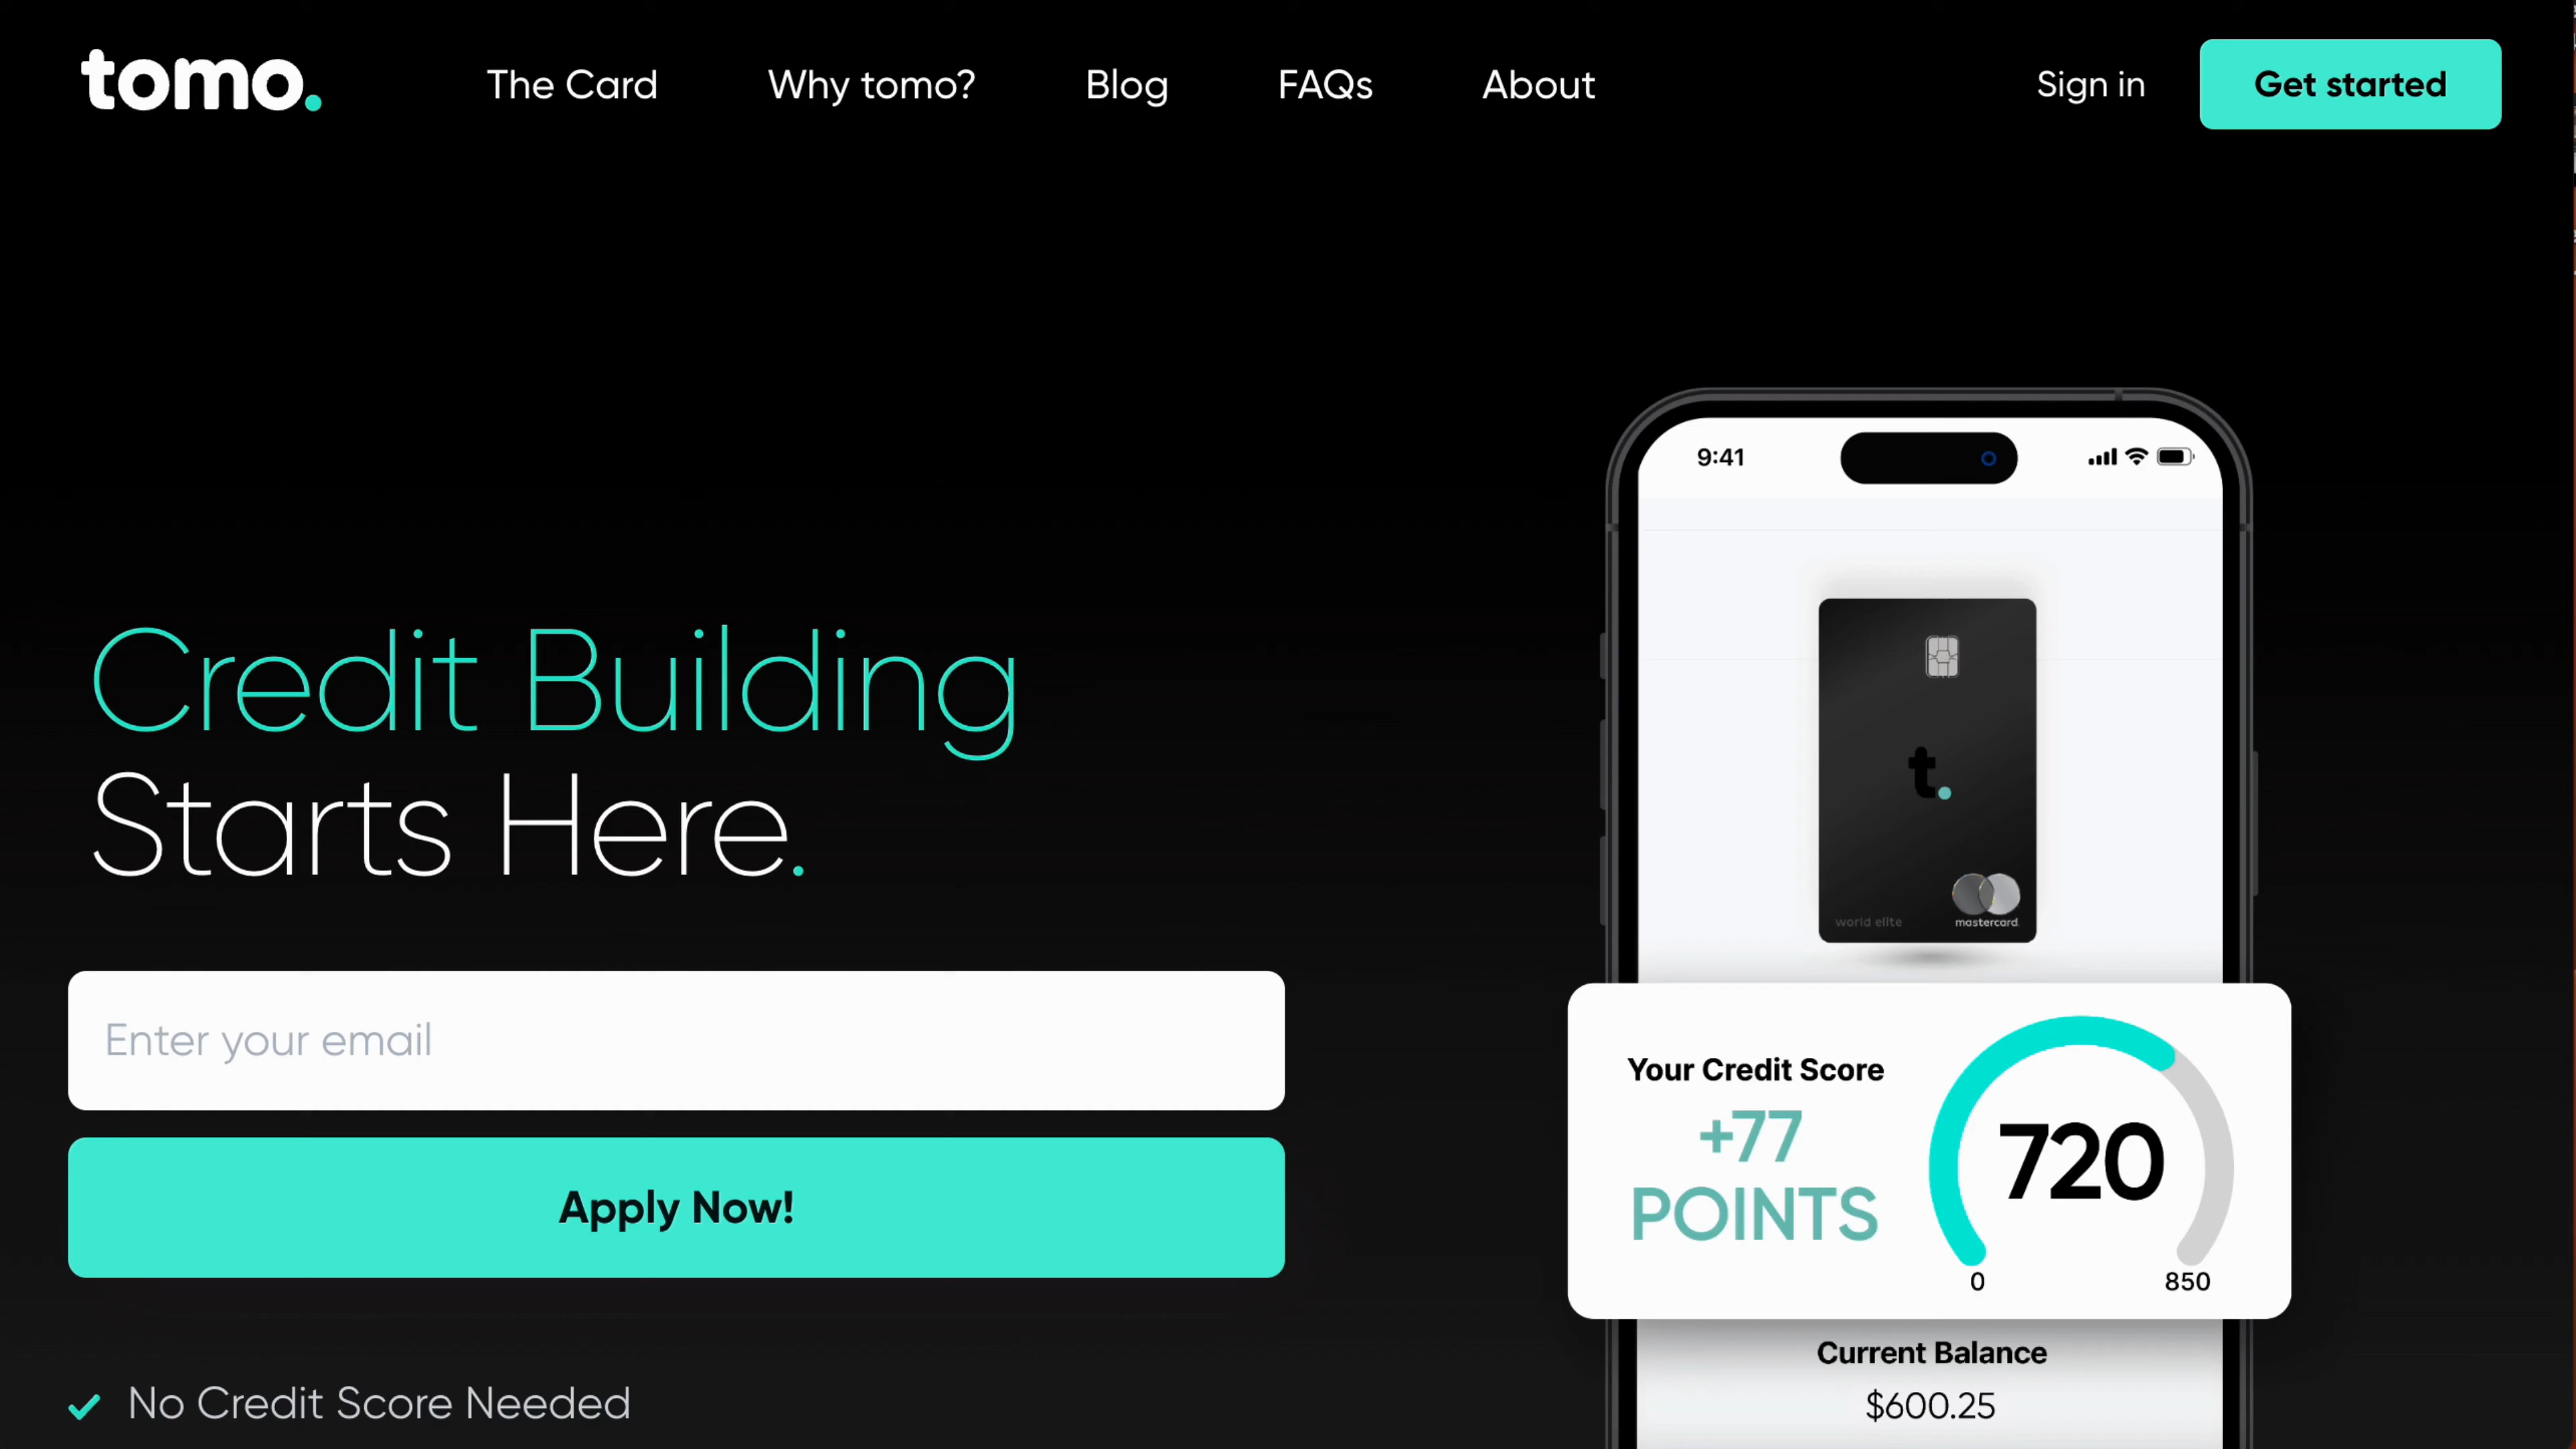 tomo.
The Card
Why tomo?
Blog
FAQs
About
Sign in
Get started
Credit Building
Starts Here.
Enter your email
Apply Now!
No Credit Score Needed
9:41
t.
world elite
mastercard
Your Credit Score
+77
POINTS
720
0
850
Current Balance
$600.25